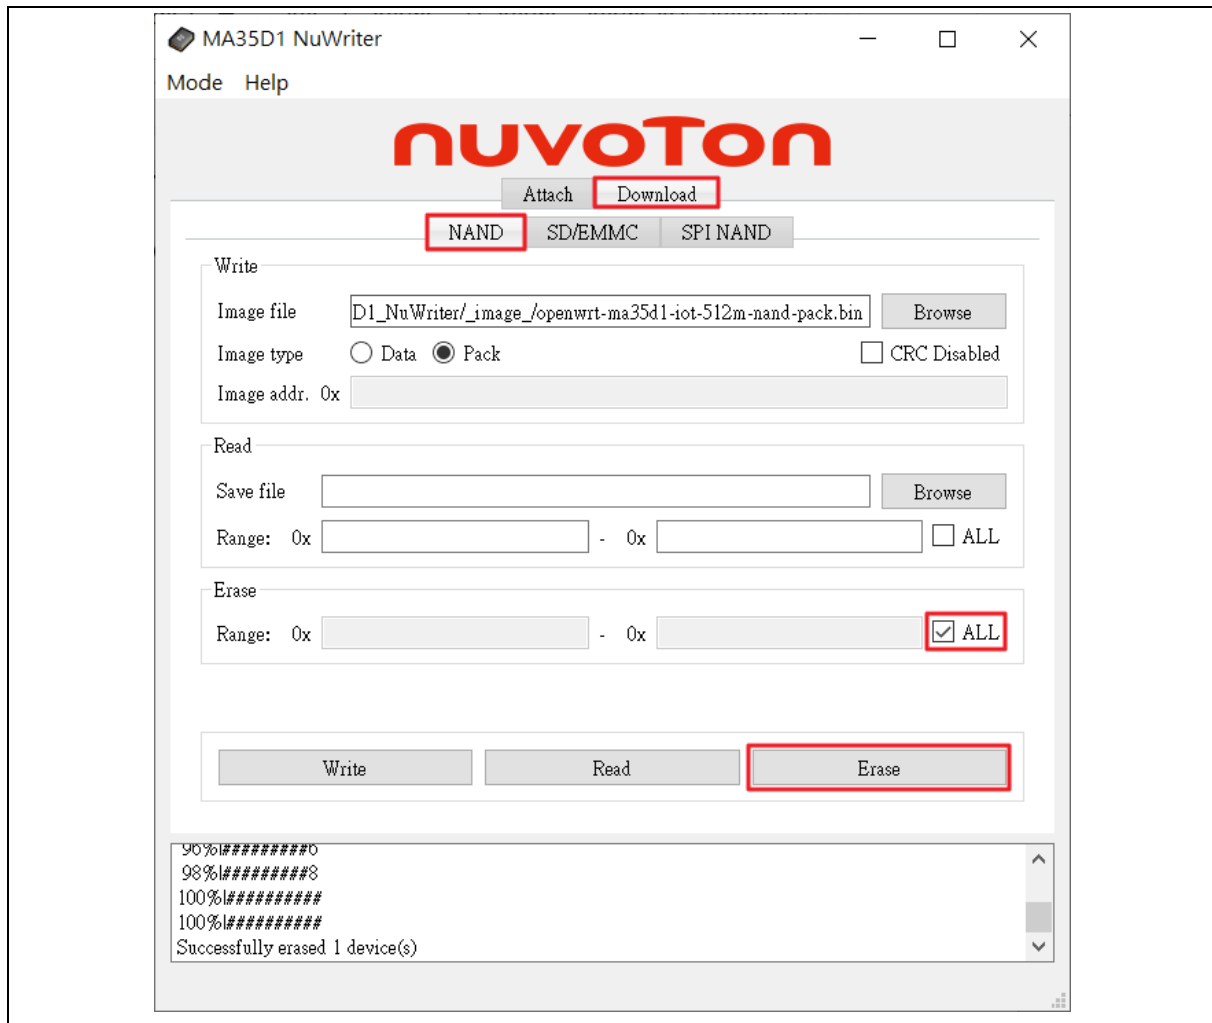 MA35D1 NuWriter
Mode Help
nuvoTon
Attach Download
NAND SD/EMMC SPI NAND
Write
Image file D1_NuWriter/_image_/openwrt-ma35d1-iot-512m-nand-pack.bin Browse
Image type Data Pack CRC Disabled
Image addr. 0x
Read
Save file Browse
Range: 0x - 0x ALL
Erase
Range: 0x - 0x ALL
Write Read Erase
96%|#########6
98%|#########8
100%|##########
100%|##########
Successfully erased 1 device(s)